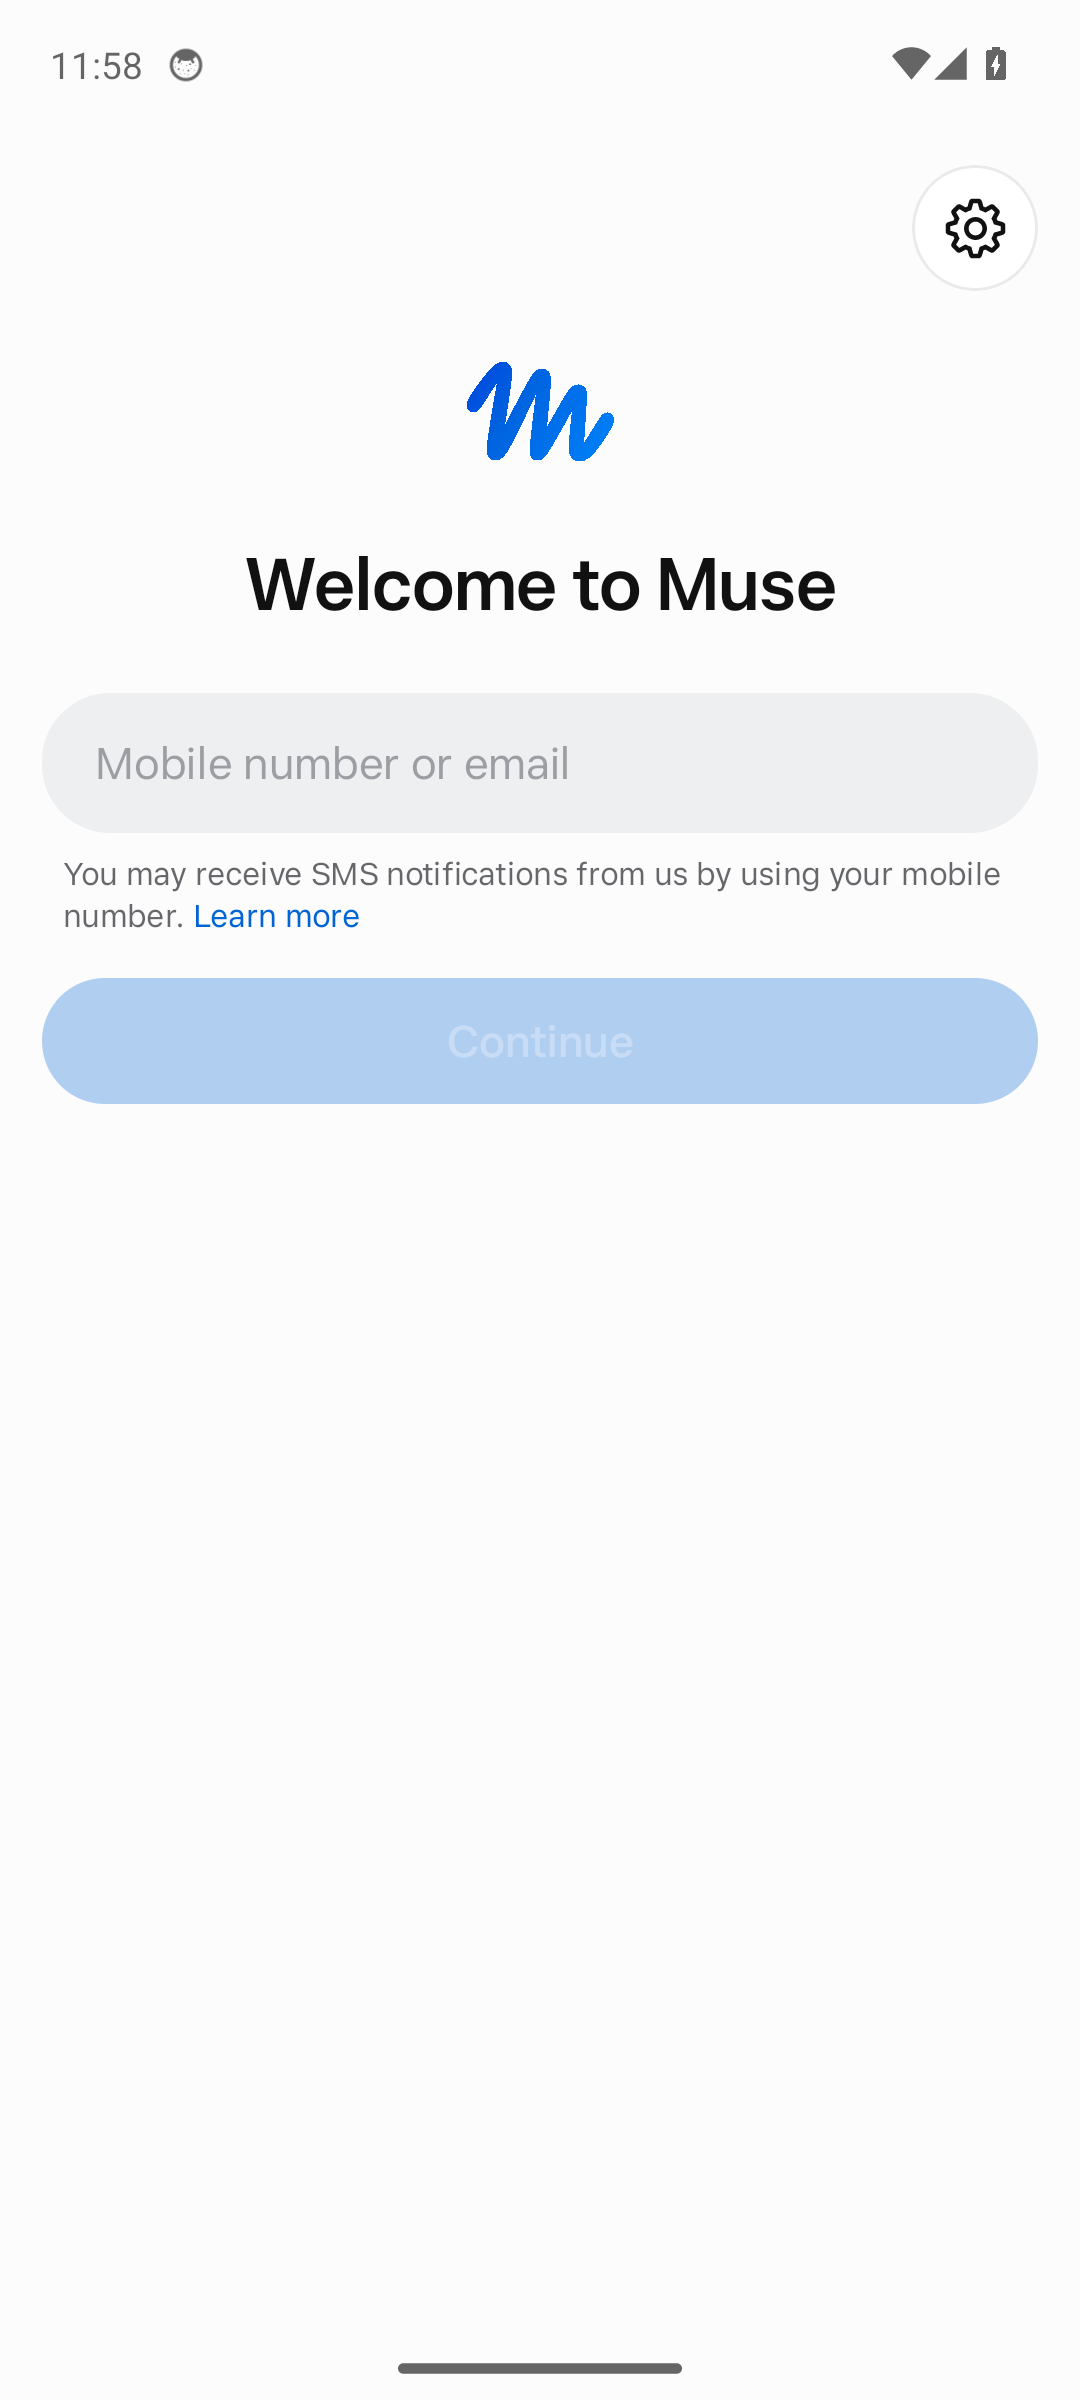 11:58
Welcome to Muse
Mobile number or email
You may receive SMS notifications from us by using your mobile
number. Learn more
Continue